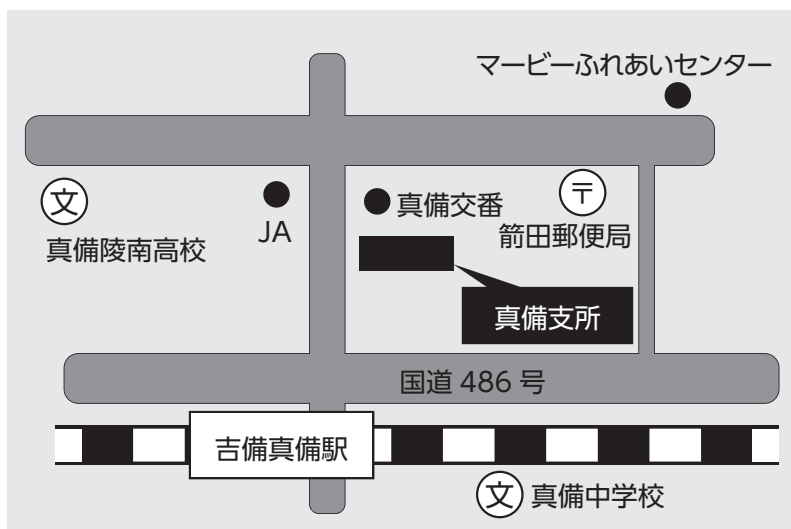 マービーふれあいセンター
文
真備陵南高校
JA
真備交番
〒
箭田郵便局
真備支所
国道 486 号
吉備真備駅
文
真備中学校